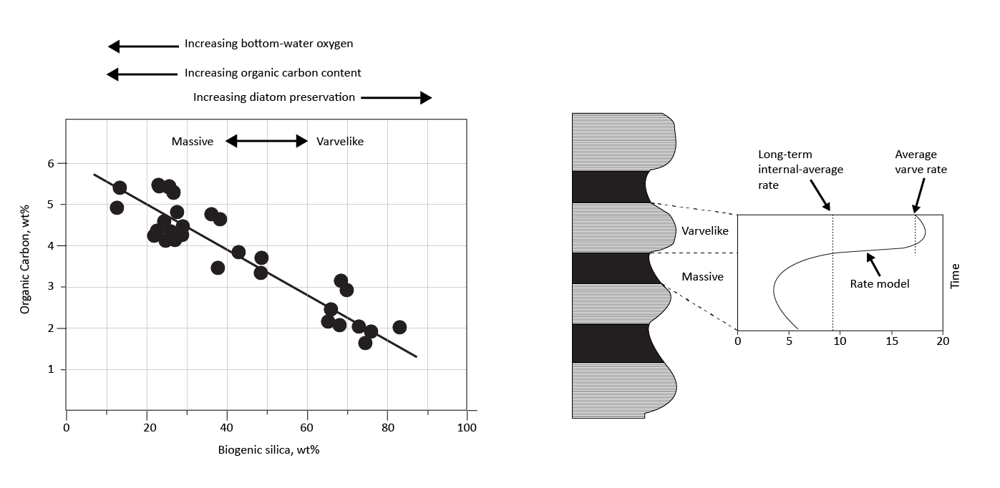 Increasing bottom-water oxygen
Increasing organic carbon content
Increasing diatom preservation
Massive
Varvelike
6
5
4
3
2
1
Organic Carbon, wt%
0
20
40
60
80
100
Biogenic silica, wt%
Long-term
internal-average
rate
Average
varve rate
Varvelike
Massive
Rate model
Time
0
5
10
15
20